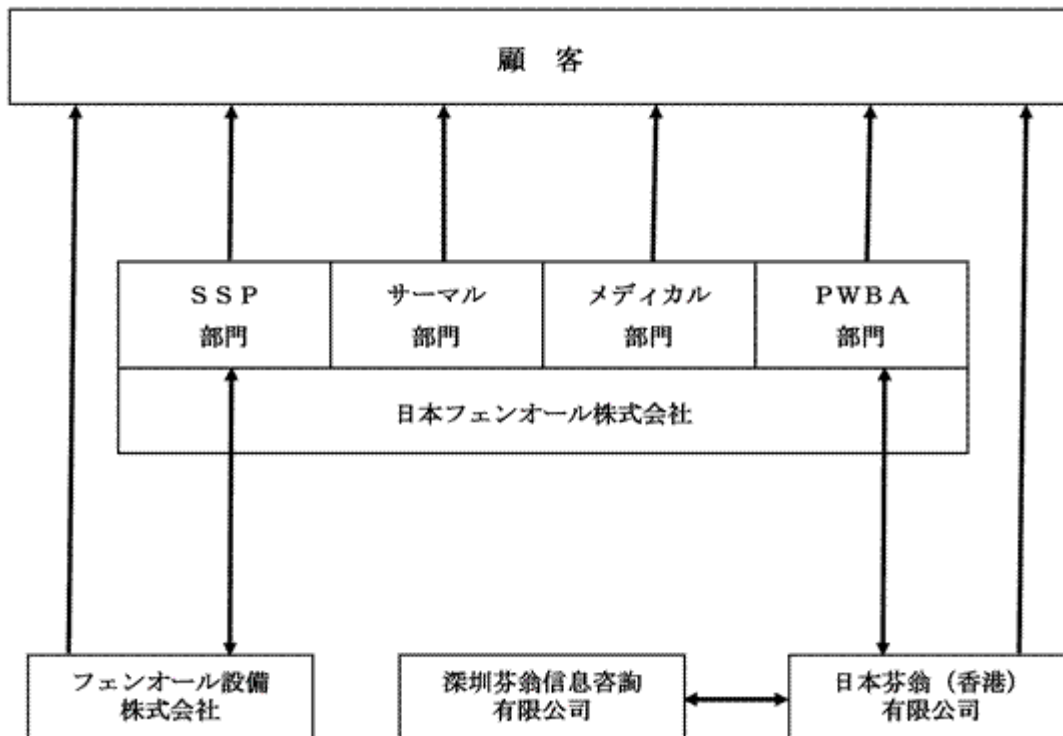 顧　客
ＳＳＰ
部門
サーマル
部門
メディカル
部門
ＰＷＢＡ
部門
日本フェンオール株式会社
フェンオール設備
株式会社
深圳芬翁信息咨詢
有限公司
日本芬翁（香港）
有限公司